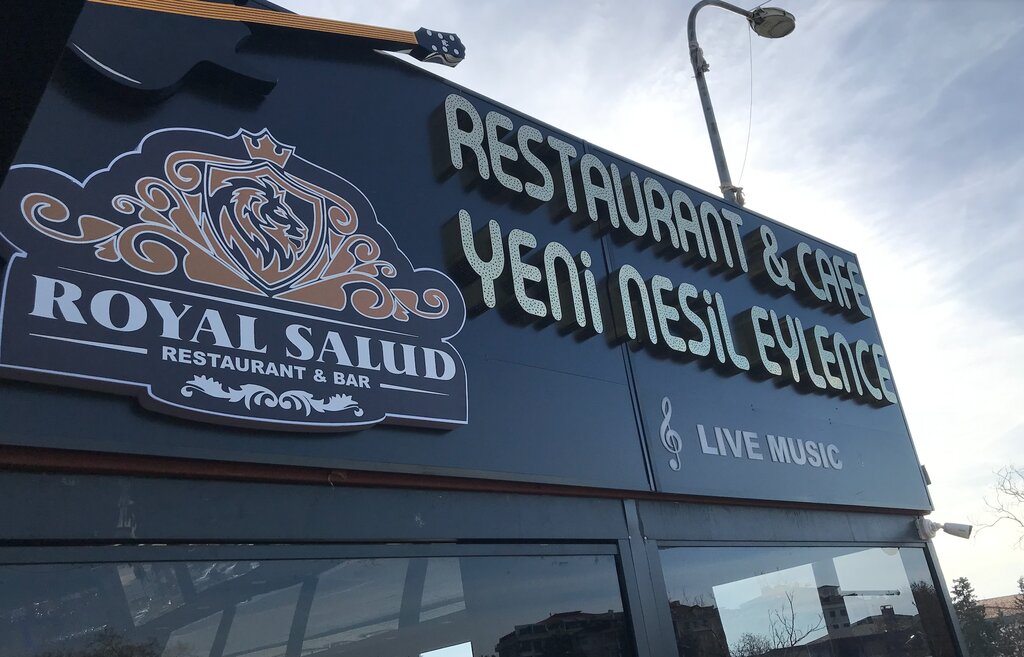 ROYAL SALUD
RESTAURANT & BAR
RESTAURANT & CAFE
YENi NESiL EYLENCE
LIVE MUSIC